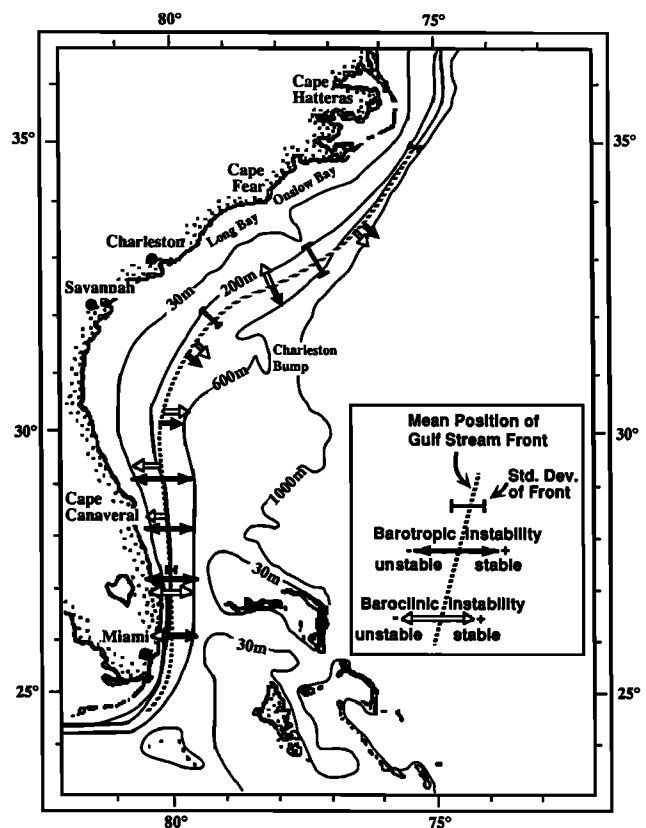 80°
75°
Cape
Hatteras
35°
35°
Cape
Fear
Onslow Bay
Long Bay
Charleston
200m
Savannah
30m
Charleston
Bump
600m
30°
30°
Mean Position of
Gulf Stream Front
Std. Dev.
of Front
1000m
Cape
Canaveral
Barotropic Instability
- +
unstable stable
30m
Baroclinic Instability
- +
unstable stable
Miami
30m
25°
25°
80°
75°